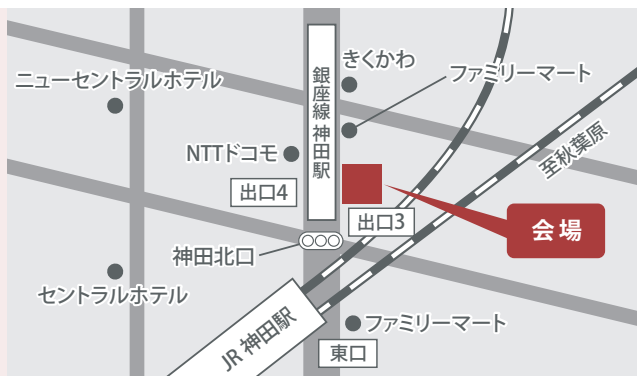 きくかわ
ファミリーマート
ニューセントラルホテル
銀座線 神田駅
至秋葉原
NTTドコモ
出口4
出口3
会場
神田北口
セントラルホテル
JR 神田駅
ファミリーマート
東口